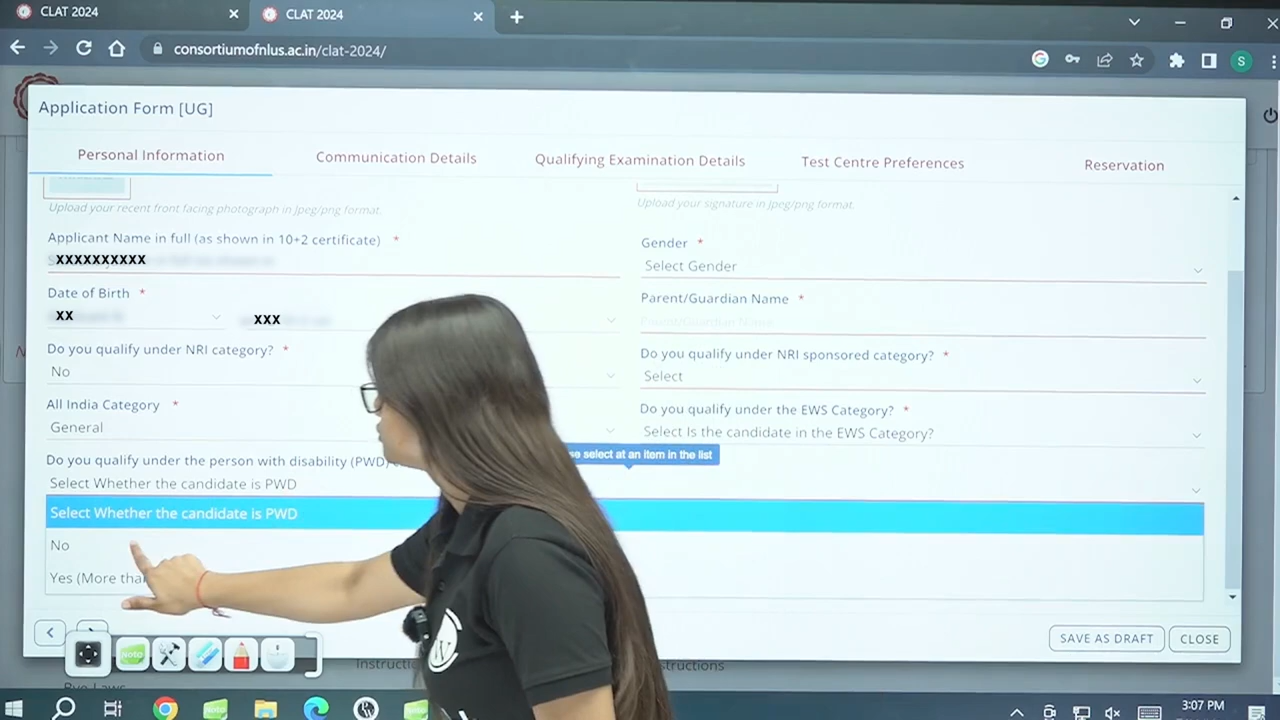 CLAT 2024
CLAT 2024
consortiumofnlus.ac.in/clat-2024/
S
Application Form [UG]
Personal Information
Communication Details
Qualifying Examination Details
Test Centre Preferences
Reservation
Upload your recent front facing photograph in Jpeg/png format.
Upload your signature in Jpeg/png format.
Applicant Name in full (as shown in 10+2 certificate) *
XXXXXXXXXX
Gender *
Select Gender
Date of Birth *
XX
XXX
Parent/Guardian Name *
Parent/Guardian Name
Do you qualify under NRI category? *
No
Do you qualify under NRI sponsored category? *
Select
All India Category *
General
Do you qualify under the EWS Category? *
Select Is the candidate in the EWS Category?
select at an item in the list
Do you qualify under the person with disability (PWD)
Select Whether the candidate is PWD
Select Whether the candidate is PWD
No
Yes (More
SAVE AS DRAFT
CLOSE
Noto
Bye Laws
3:07 PM